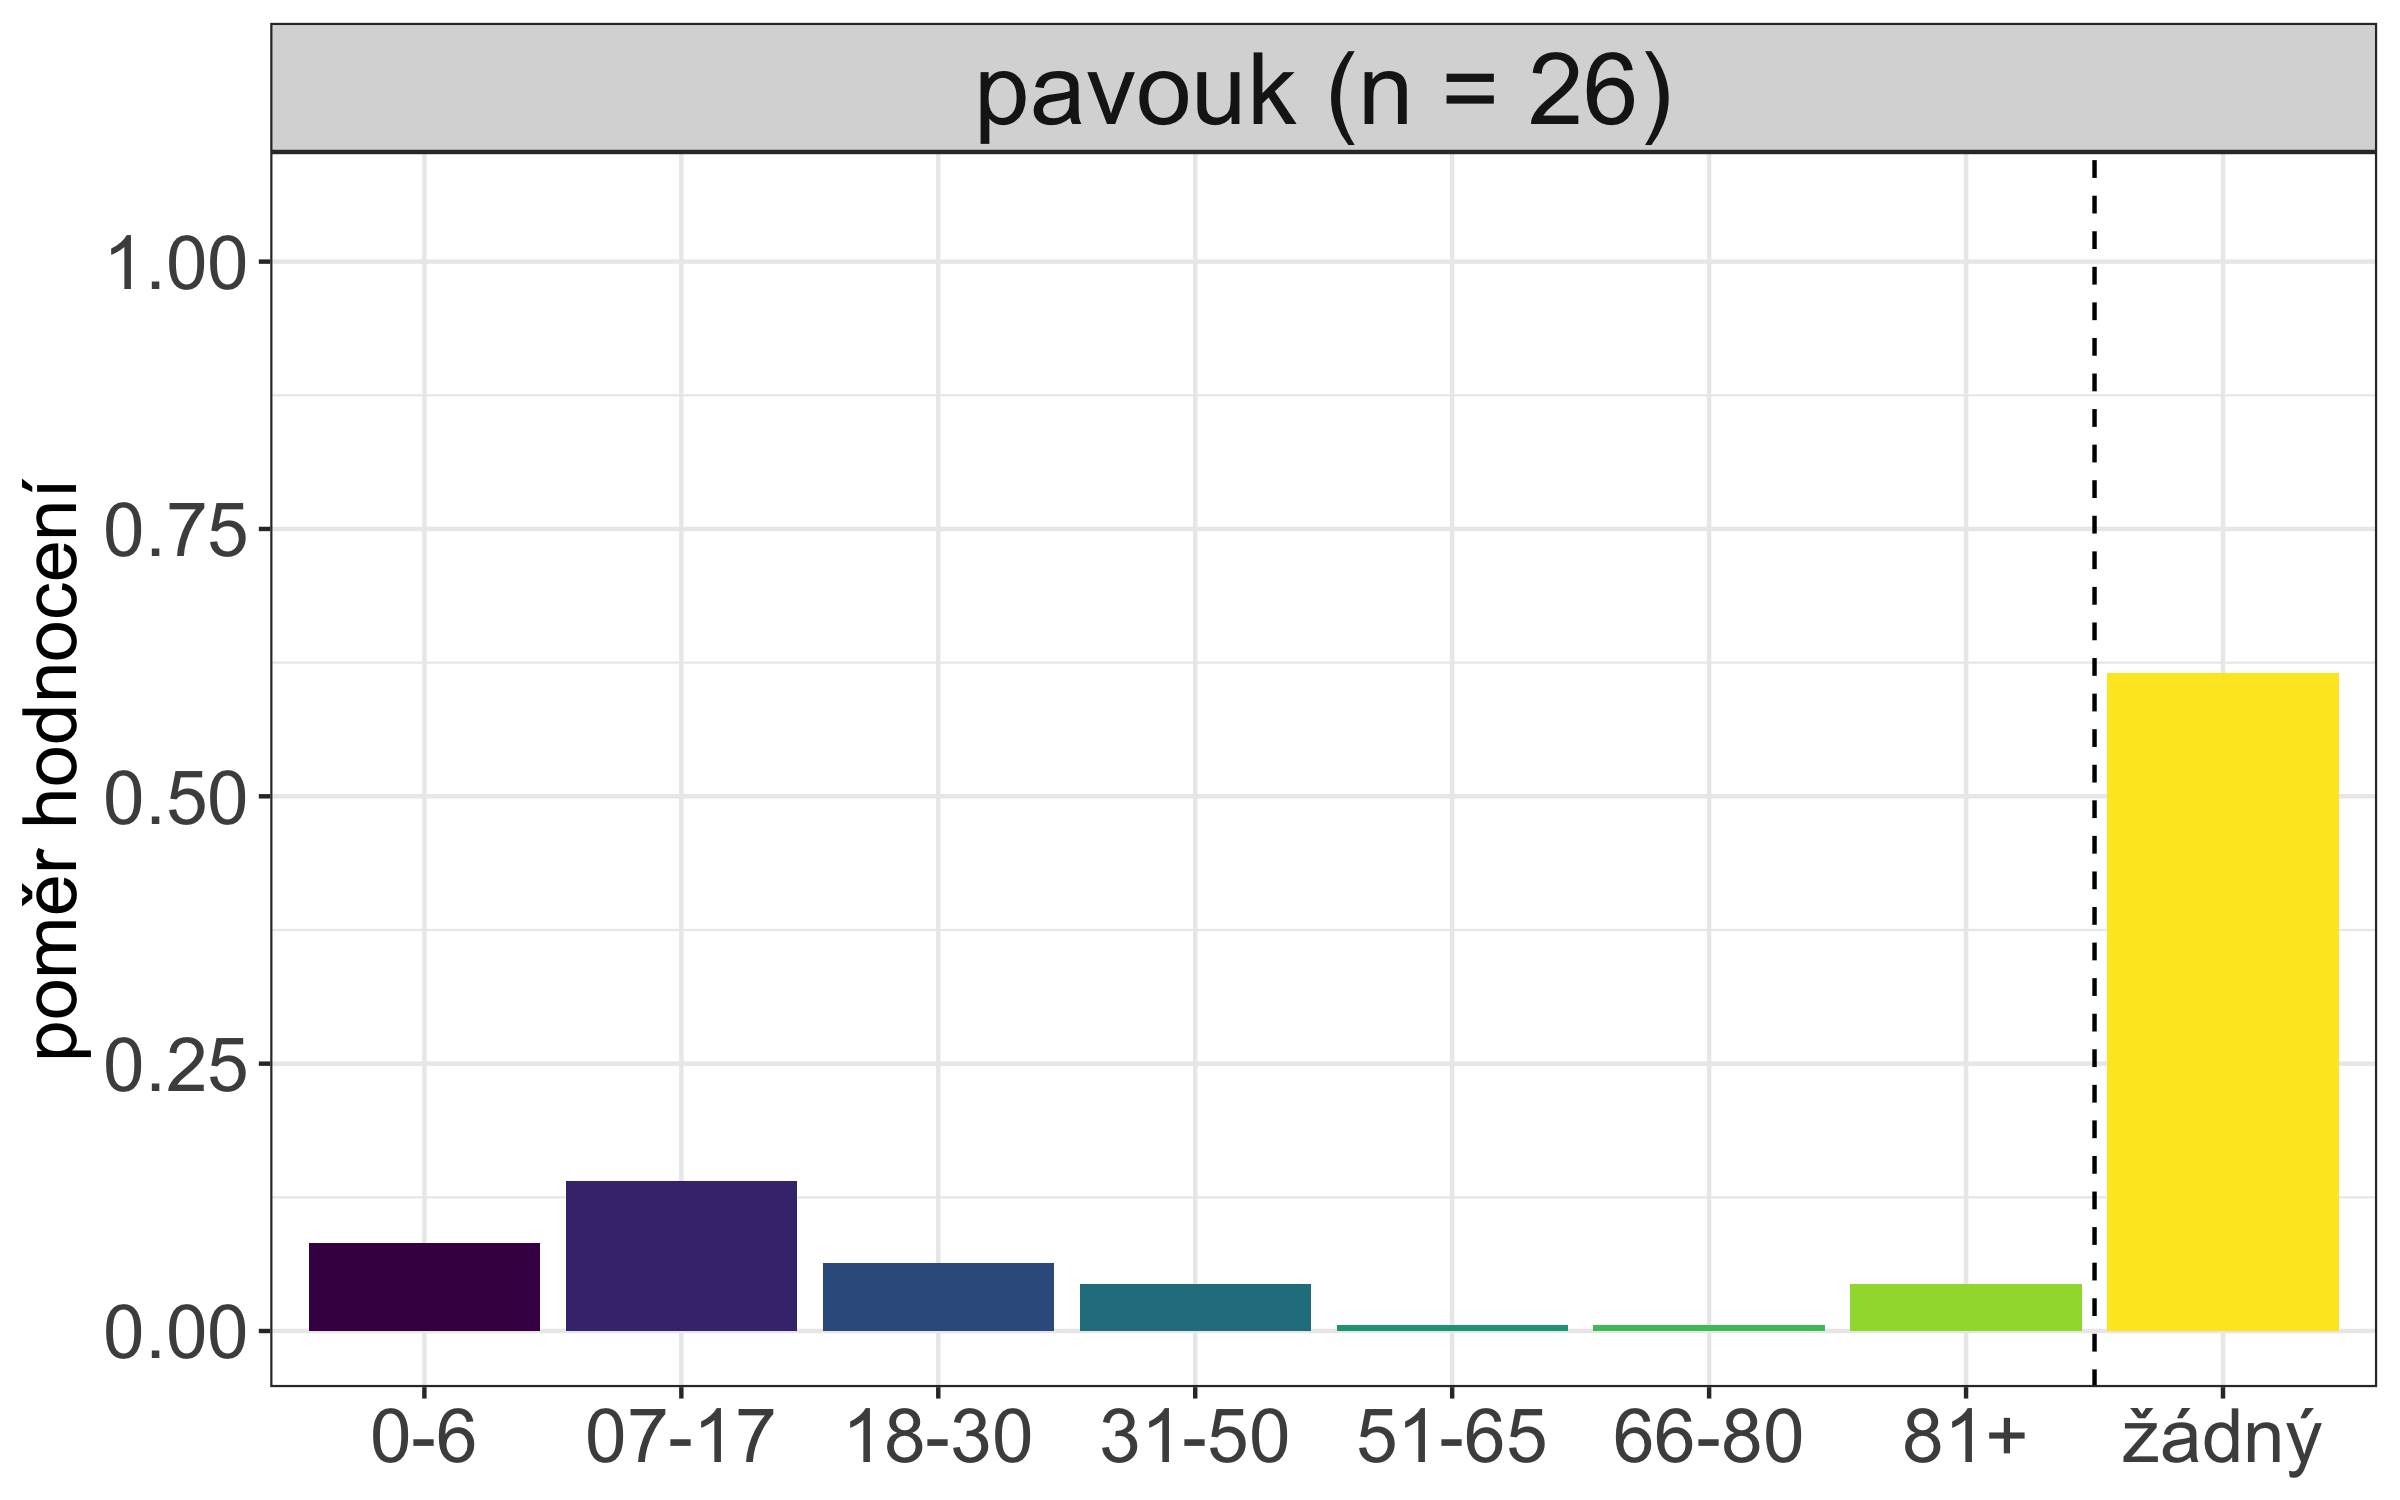 pavouk (n = 26)
poměr hodnocení
1.00
0.75
0.50
0.25
0.00
0-6 07-17 18-30 31-50 51-65 66-80 81+ žádný